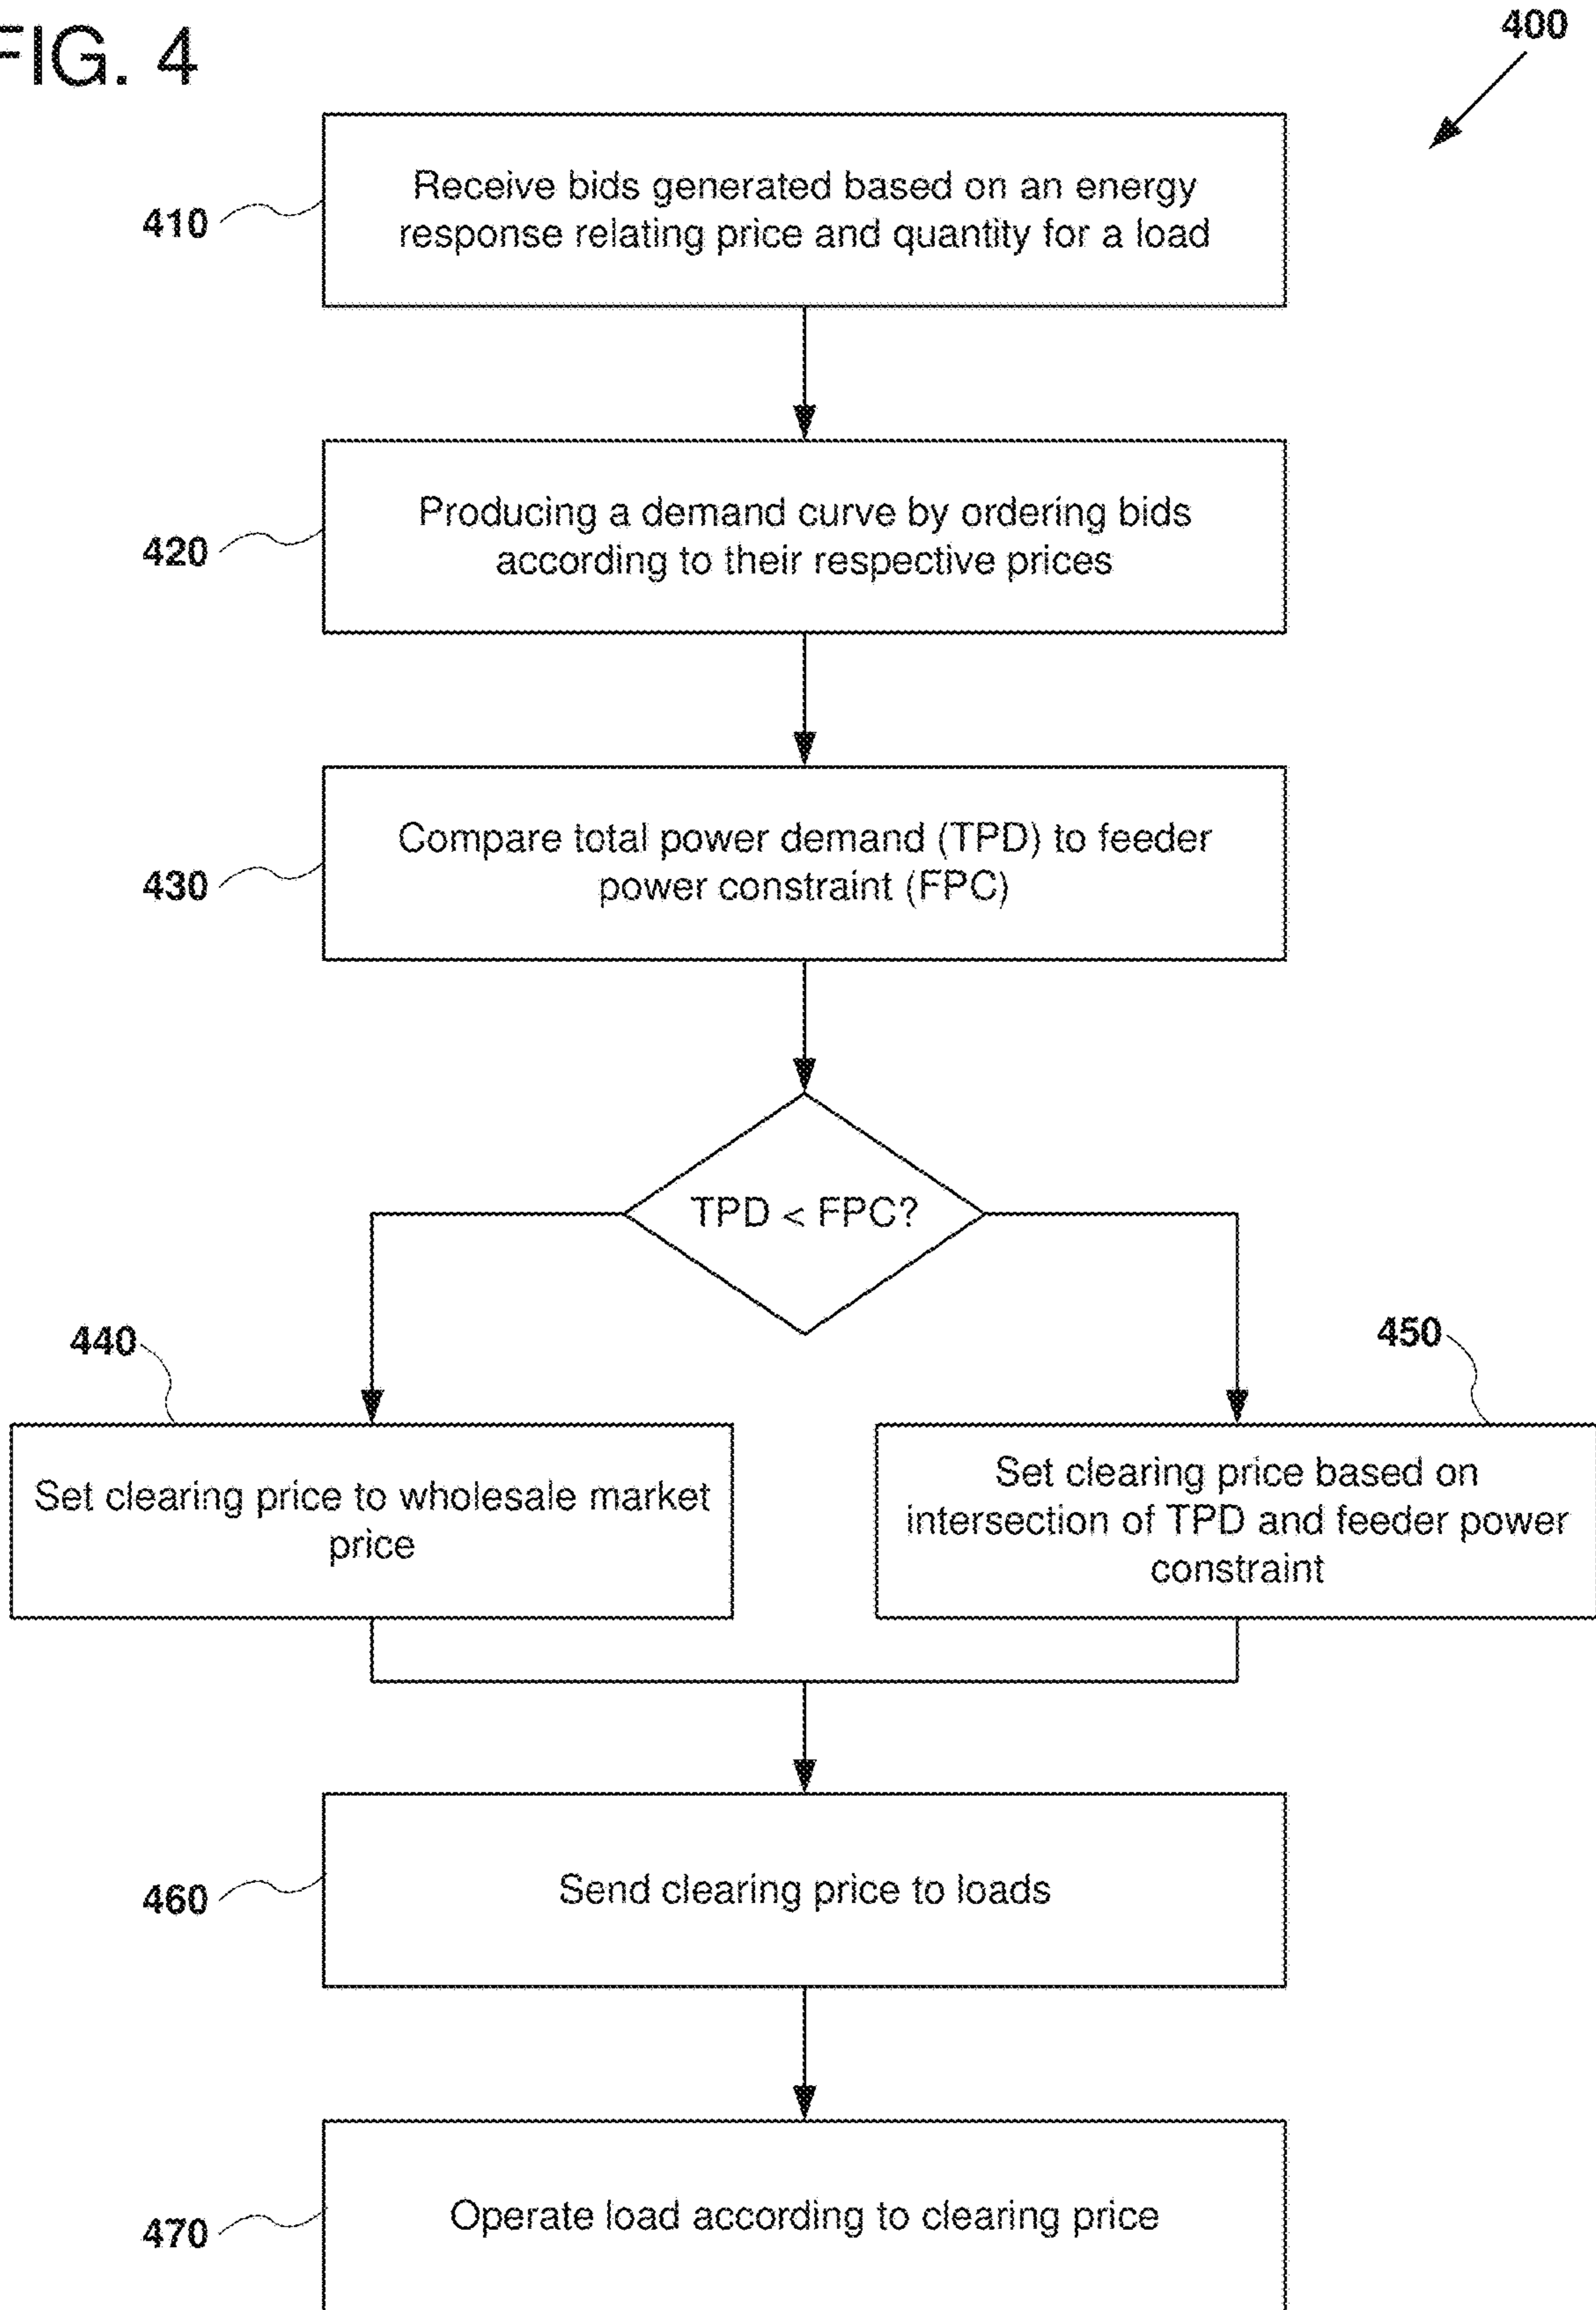 FIG. 4
400
410
Receive bids generated based on an energy
response relating price and quantity for a load
420
Producing a demand curve by ordering bids
according to their respective prices
430
Compare total power demand (TPD) to feeder
power constraint (FPC)
TPD < FPC?
440
Set clearing price to wholesale market
price
450
Set clearing price based on
intersection of TPD and feeder power
constraint
460
Send clearing price to loads
470
Operate load according to clearing price